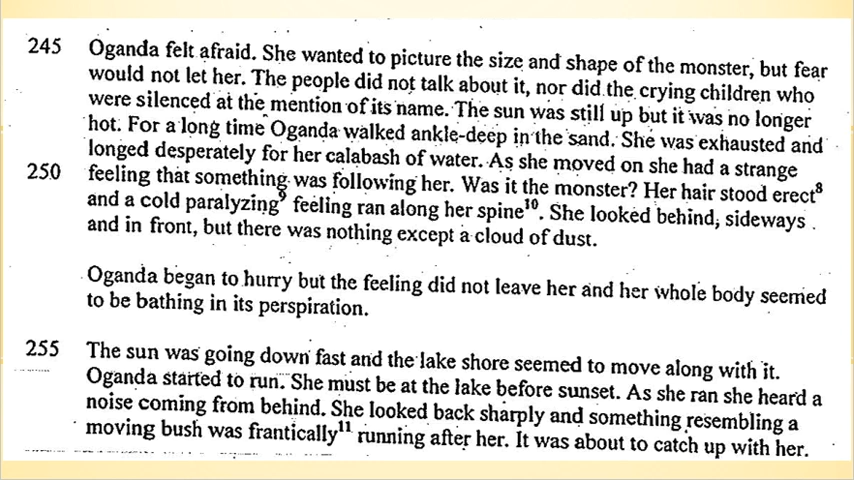 245 Oganda felt afraid. She wanted to picture the size and shape of the monster, but fear
would not let her. The people did not talk about it, nor did the crying children who
were silenced at the mention of its name. The sun was still up but it was no longer
hot. For a long time Oganda walked ankle-deep in the sand. She was exhausted and
longed desperately for her calabash of water. As she moved on she had a strange
250 feeling that something was following her. Was it the monster? Her hair stood erect⁸
and a cold paralyzing⁹ feeling ran along her spine¹⁰. She looked behind, sideways
and in front, but there was nothing except a cloud of dust.
Oganda began to hurry but the feeling did not leave her and her whole body seemed
to be bathing in its perspiration.
255 The sun was going down fast and the lake shore seemed to move along with it.
Oganda started to run. She must be at the lake before sunset. As she ran she heard a
noise coming from behind. She looked back sharply and something resembling a
moving bush was frantically¹¹ running after her. It was about to catch up with her.